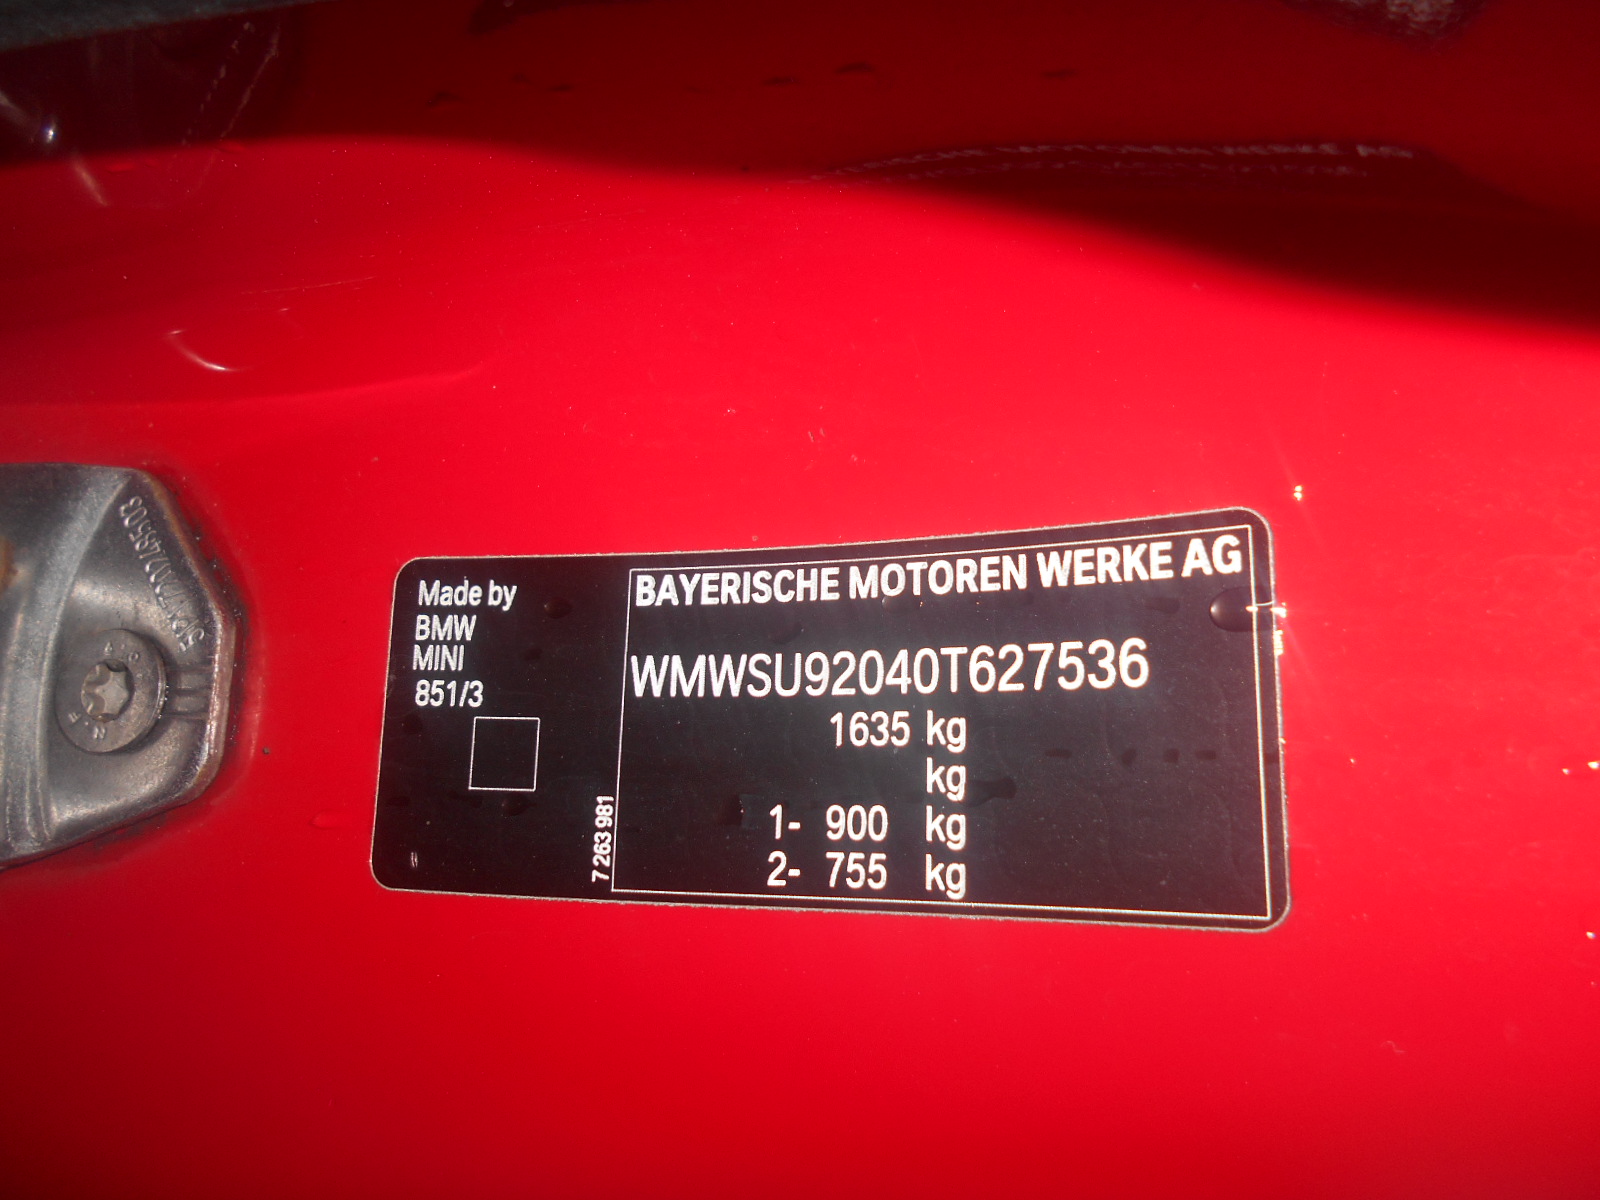 Made by
BMW
MINI
851/3
7 263 981
BAYERISCHE MOTOREN WERKE AG
WMWSU92040T627536
1635 kg
kg
1- 900 kg
2- 755 kg